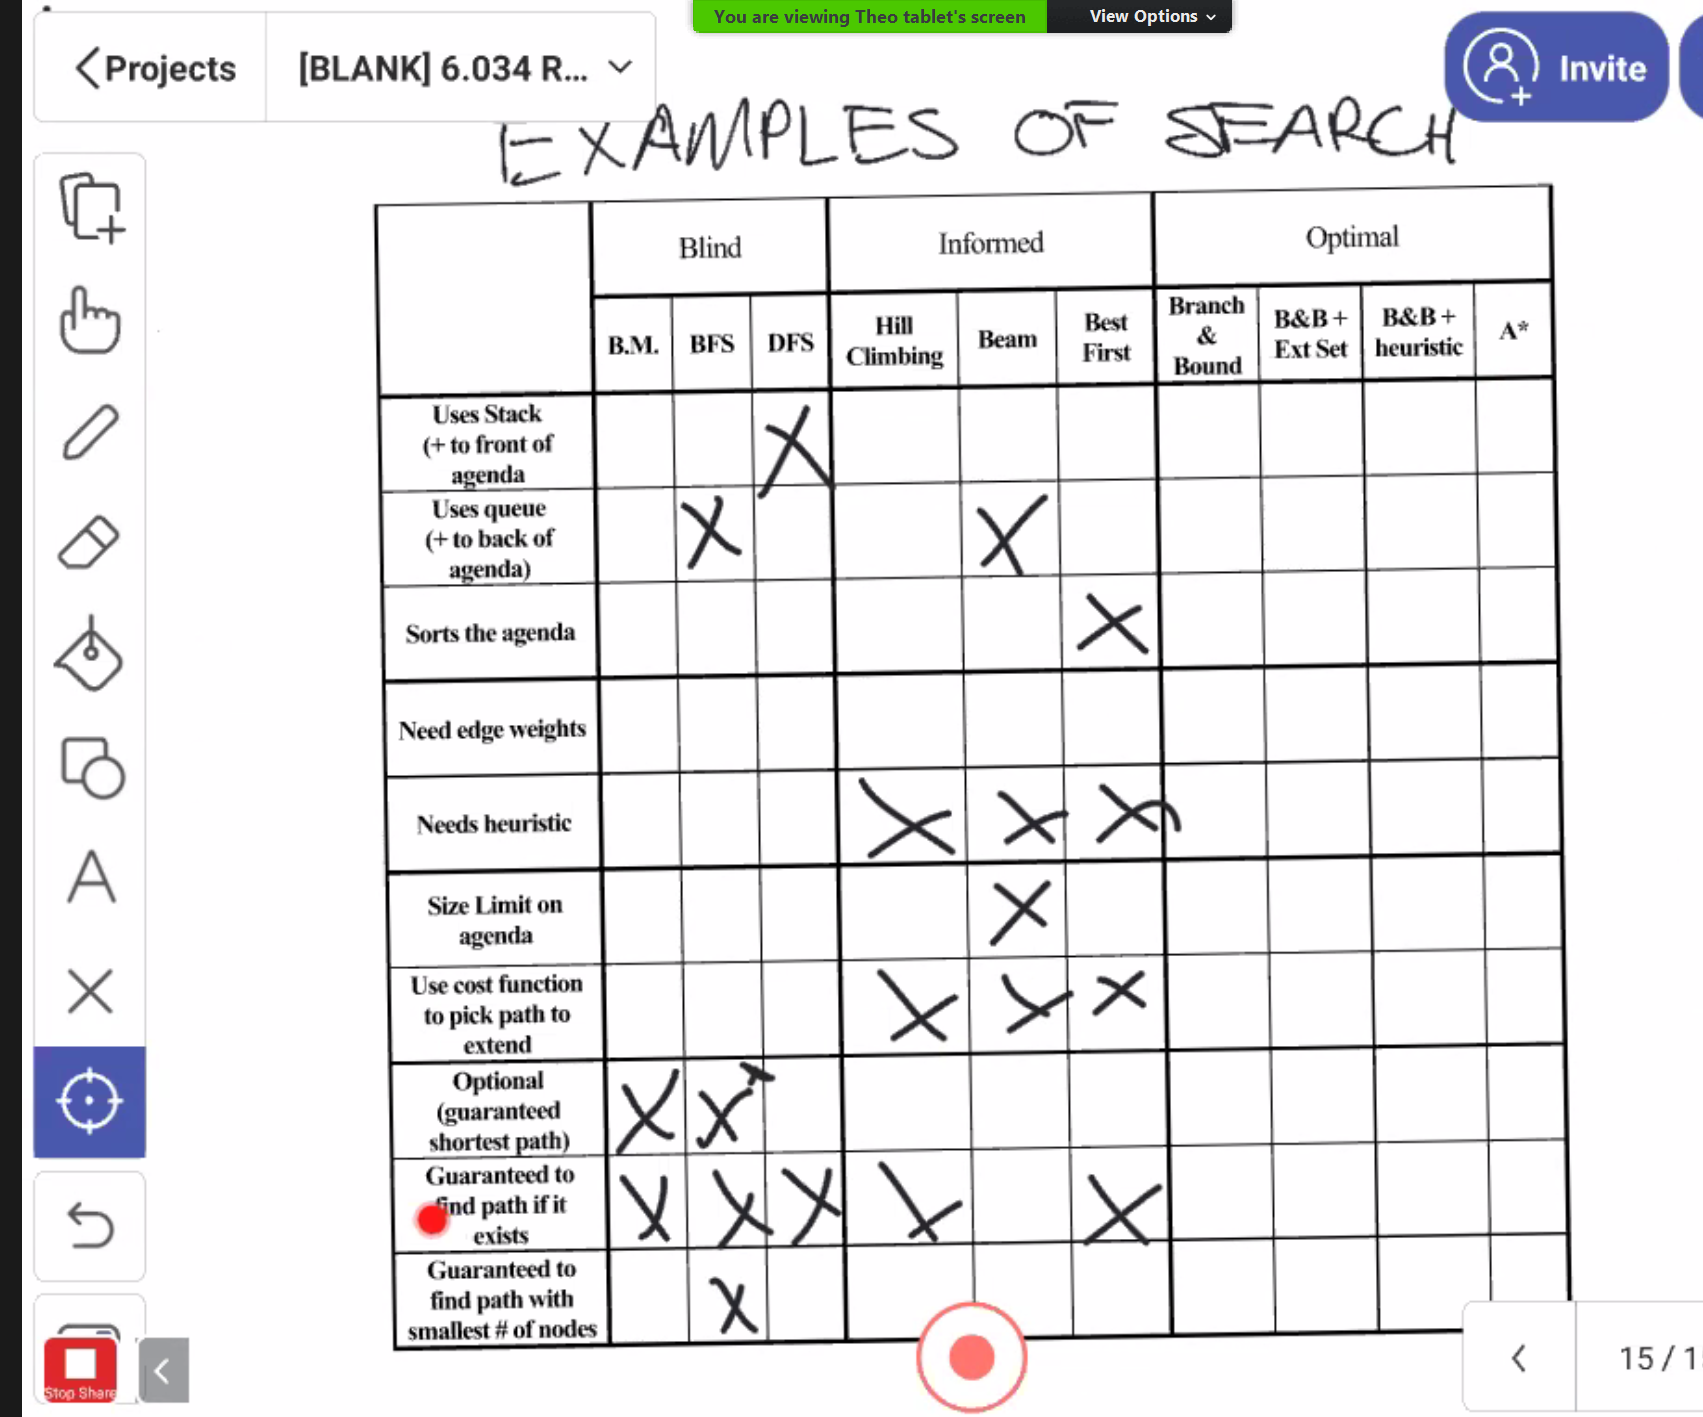 You are viewing Theo tablet's screen
View Options
Projects
[BLANK] 6.034 R...
Invite
EXAMPLES OF SEARCH
Blind
Informed
Optimal
B.M.
BFS
DFS
Hill
Climbing
Beam
Best
First
Branch
&
Bound
B&B +
Ext Set
B&B +
heuristic
A*
Uses Stack
(+ to front of
agenda
X
Uses queue
(+ to back of
agenda)
X
X
Sorts the agenda
X
Need edge weights
Needs heuristic
X X X
Size Limit on
agenda
X
Use cost function
to pick path to
extend
X X X
Optional
(guaranteed
shortest path)
X X*
Guaranteed to
find path if it
exists
X X X X X
Guaranteed to
find path with
smallest # of nodes
X
A
Stop Share
15 / 1